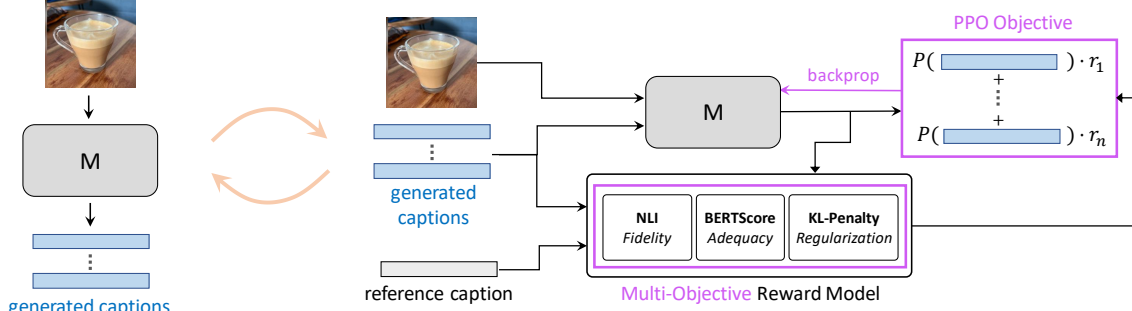 M
generated captions
generated
captions
reference caption
M
backprop
PPO Objective
P( ) · r₁
+
⋮
+
P( ) · rₙ
NLI
Fidelity
BERTScore
Adequacy
KL-Penalty
Regularization
Multi-Objective Reward Model